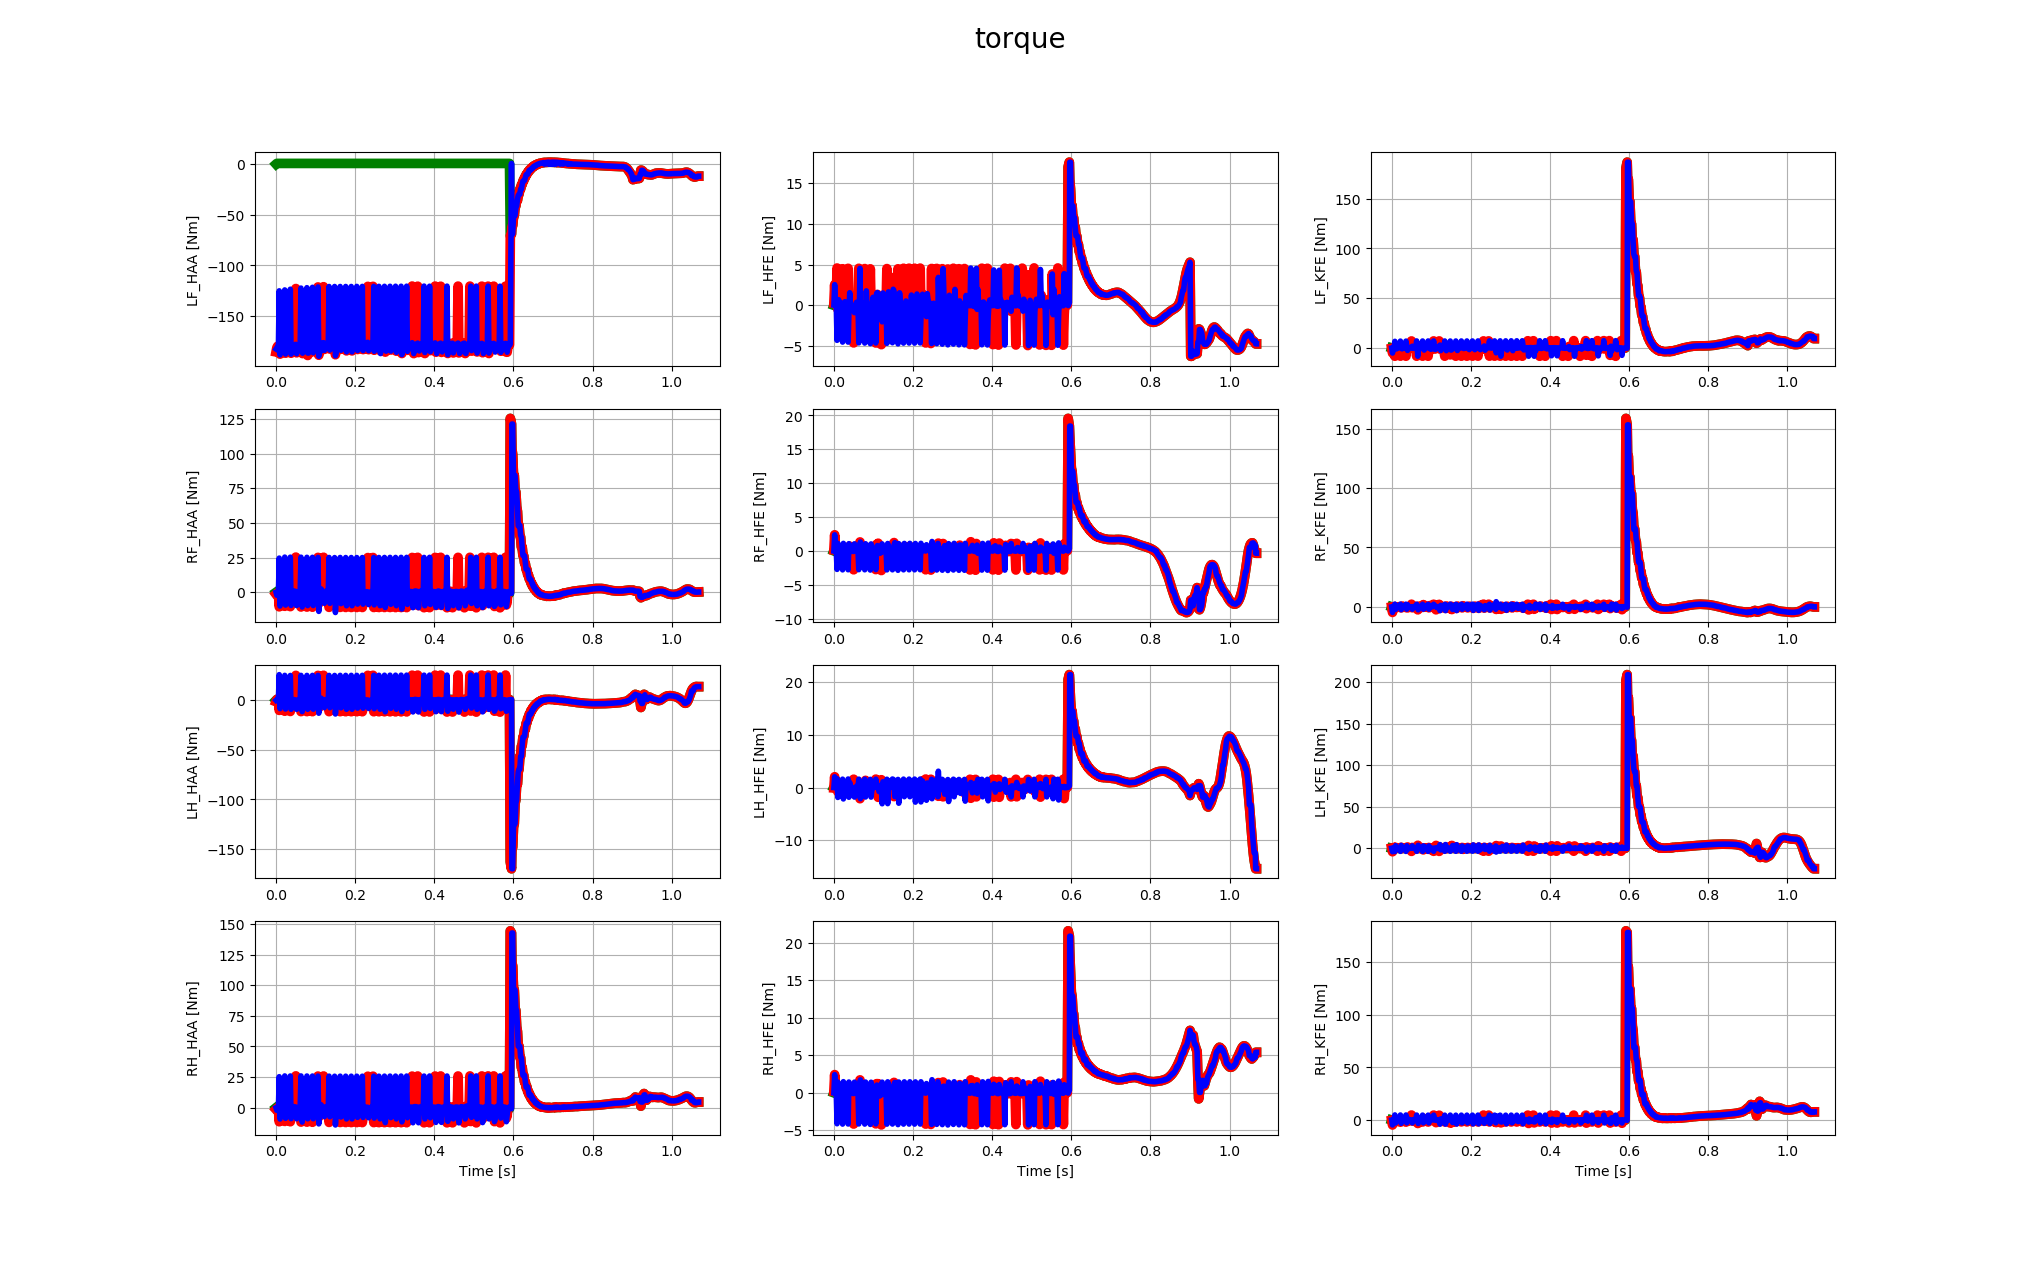 torque
LF_HAA [Nm]
0
−50
−100
−150
0.0 0.2 0.4 0.6 0.8 1.0
LF_HFE [Nm]
15
10
5
0
−5
0.0 0.2 0.4 0.6 0.8 1.0
LF_KFE [Nm]
150
100
50
0
0.0 0.2 0.4 0.6 0.8 1.0
RF_HAA [Nm]
125
100
75
50
25
0
0.0 0.2 0.4 0.6 0.8 1.0
RF_HFE [Nm]
20
15
10
5
0
−5
−10
0.0 0.2 0.4 0.6 0.8 1.0
RF_KFE [Nm]
150
100
50
0
0.0 0.2 0.4 0.6 0.8 1.0
LH_HAA [Nm]
0
−50
−100
−150
0.0 0.2 0.4 0.6 0.8 1.0
LH_HFE [Nm]
20
10
0
−10
0.0 0.2 0.4 0.6 0.8 1.0
LH_KFE [Nm]
200
150
100
50
0
0.0 0.2 0.4 0.6 0.8 1.0
RH_HAA [Nm]
150
125
100
75
50
25
0
0.0 0.2 0.4 0.6 0.8 1.0
Time [s]
RH_HFE [Nm]
20
15
10
5
0
−5
0.0 0.2 0.4 0.6 0.8 1.0
Time [s]
RH_KFE [Nm]
150
100
50
0
0.0 0.2 0.4 0.6 0.8 1.0
Time [s]